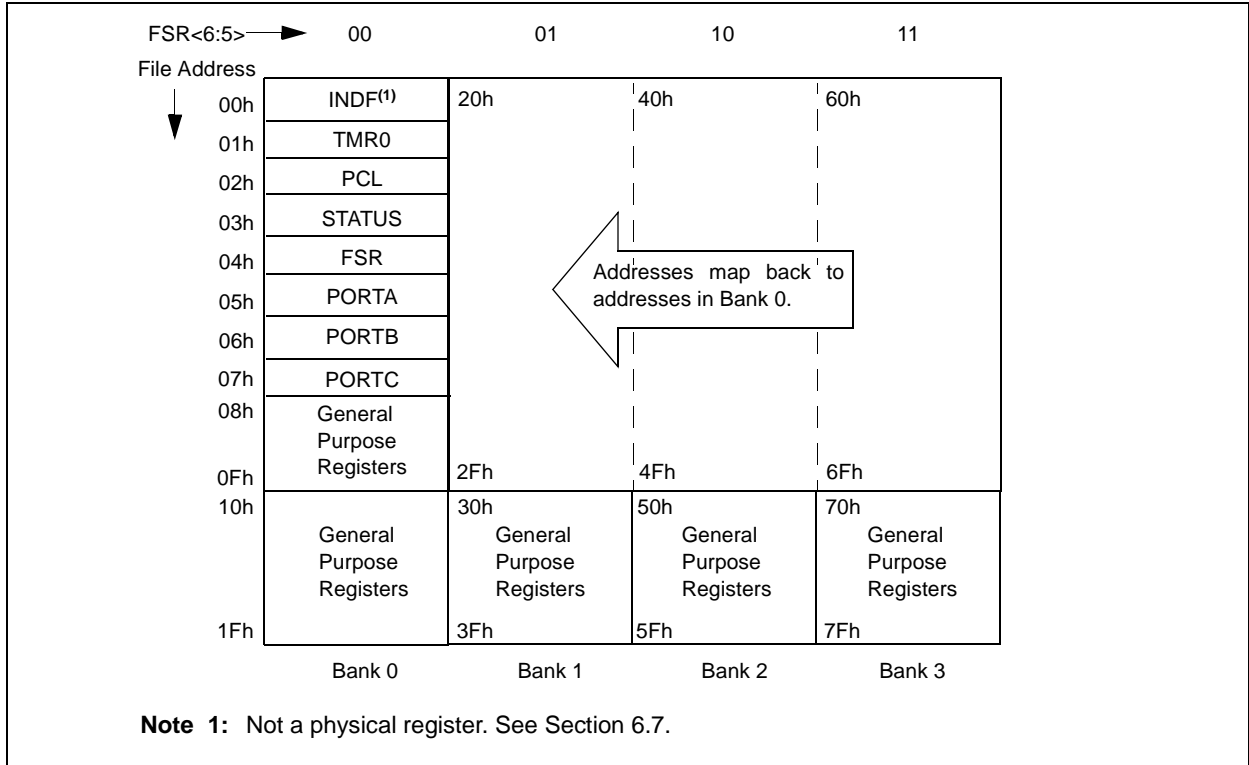 FSR<6:5> 00 01 10 11
File Address
00h INDF(1) 20h 40h 60h
01h TMR0
02h PCL
03h STATUS
04h FSR
Addresses map back to
05h PORTA
addresses in Bank 0.
06h PORTB
07h PORTC
08h General
Purpose
Registers
0Fh 2Fh 4Fh 6Fh
10h 30h 50h 70h
General General General General
Purpose Purpose Purpose Purpose
Registers Registers Registers Registers
1Fh 3Fh 5Fh 7Fh
Bank 0 Bank 1 Bank 2 Bank 3
Note 1: Not a physical register. See Section 6.7.